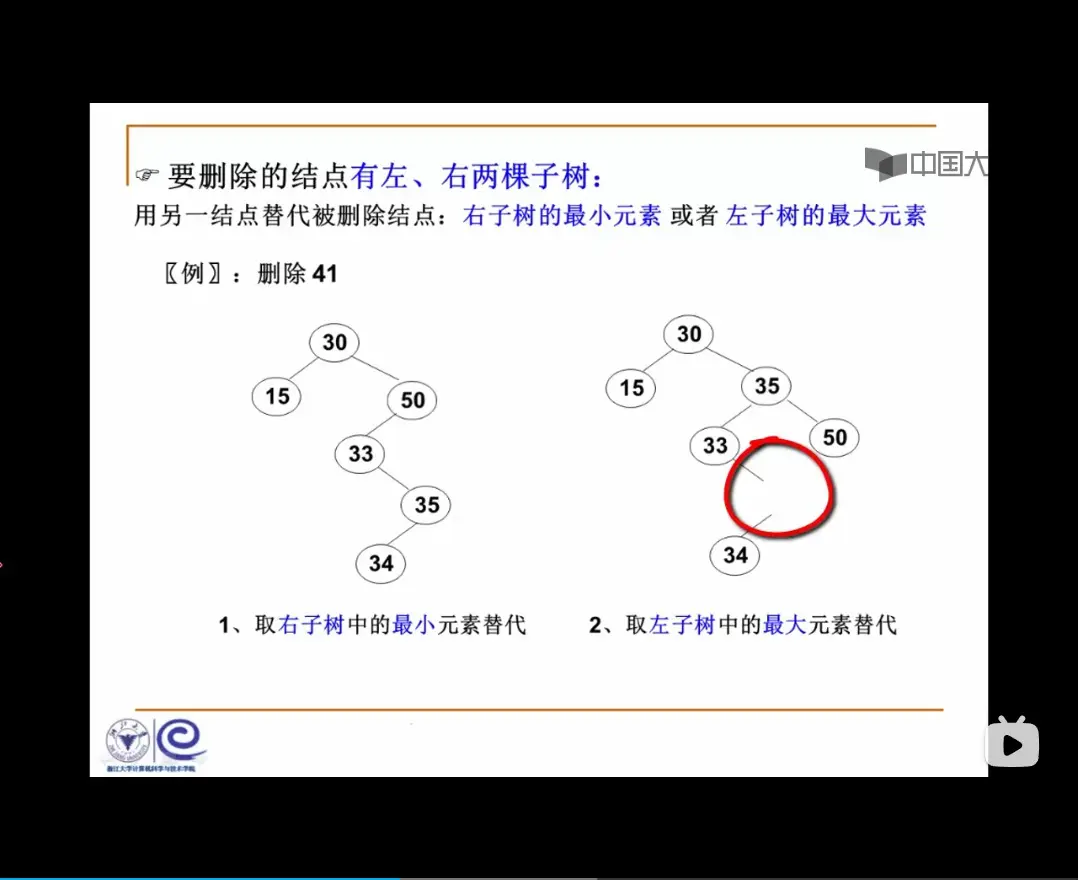 中国大
☞ 要删除的结点有左、右两棵子树：
用另一结点替代被删除结点：右子树的最小元素 或者 左子树的最大元素
〖例〗：删除 41
30
15
50
33
35
34
1、取右子树中的最小元素替代
30
15
35
33
50
34
2、取左子树中的最大元素替代
浙江大学计算机科学与技术学院